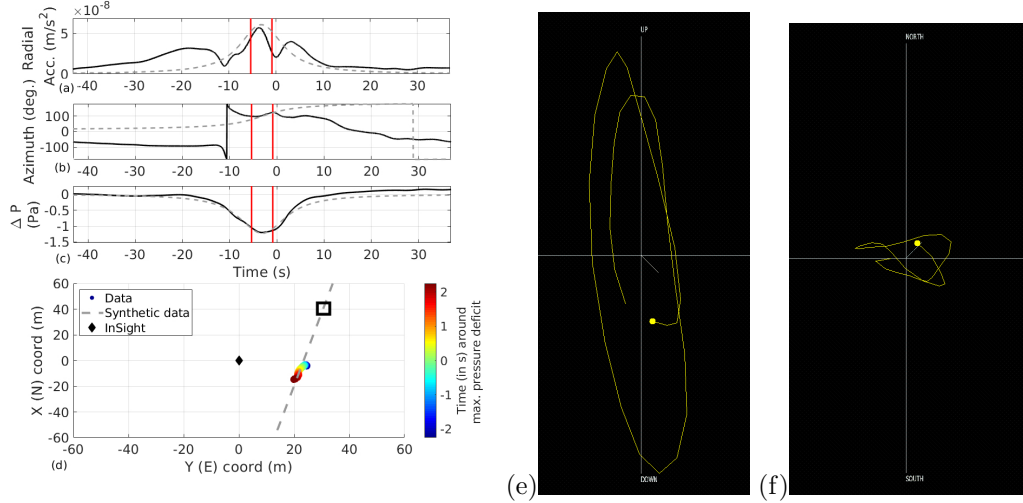 ×10⁻⁸
Radial
Acc. (m/s²)
5
0
-40 -30 -20 -10 0 10 20 30
(a)
Azimuth (deg.)
100
0
-100
-40 -30 -20 -10 0 10 20 30
(b)
Δ P
(Pa)
0
-0.5
-1
-1.5
-40 -30 -20 -10 0 10 20 30
(c)
Time (s)
X (N) coord (m)
60
40
20
0
-20
-40
-60
-60 -40 -20 0 20 40 60
Data
Synthetic data
InSight
Y (E) coord (m)
(d)
2
1
0
-1
-2
Time (in s) around
max. pressure deficit
UP
DOWN
(e)
NORTH
SOUTH
(f)